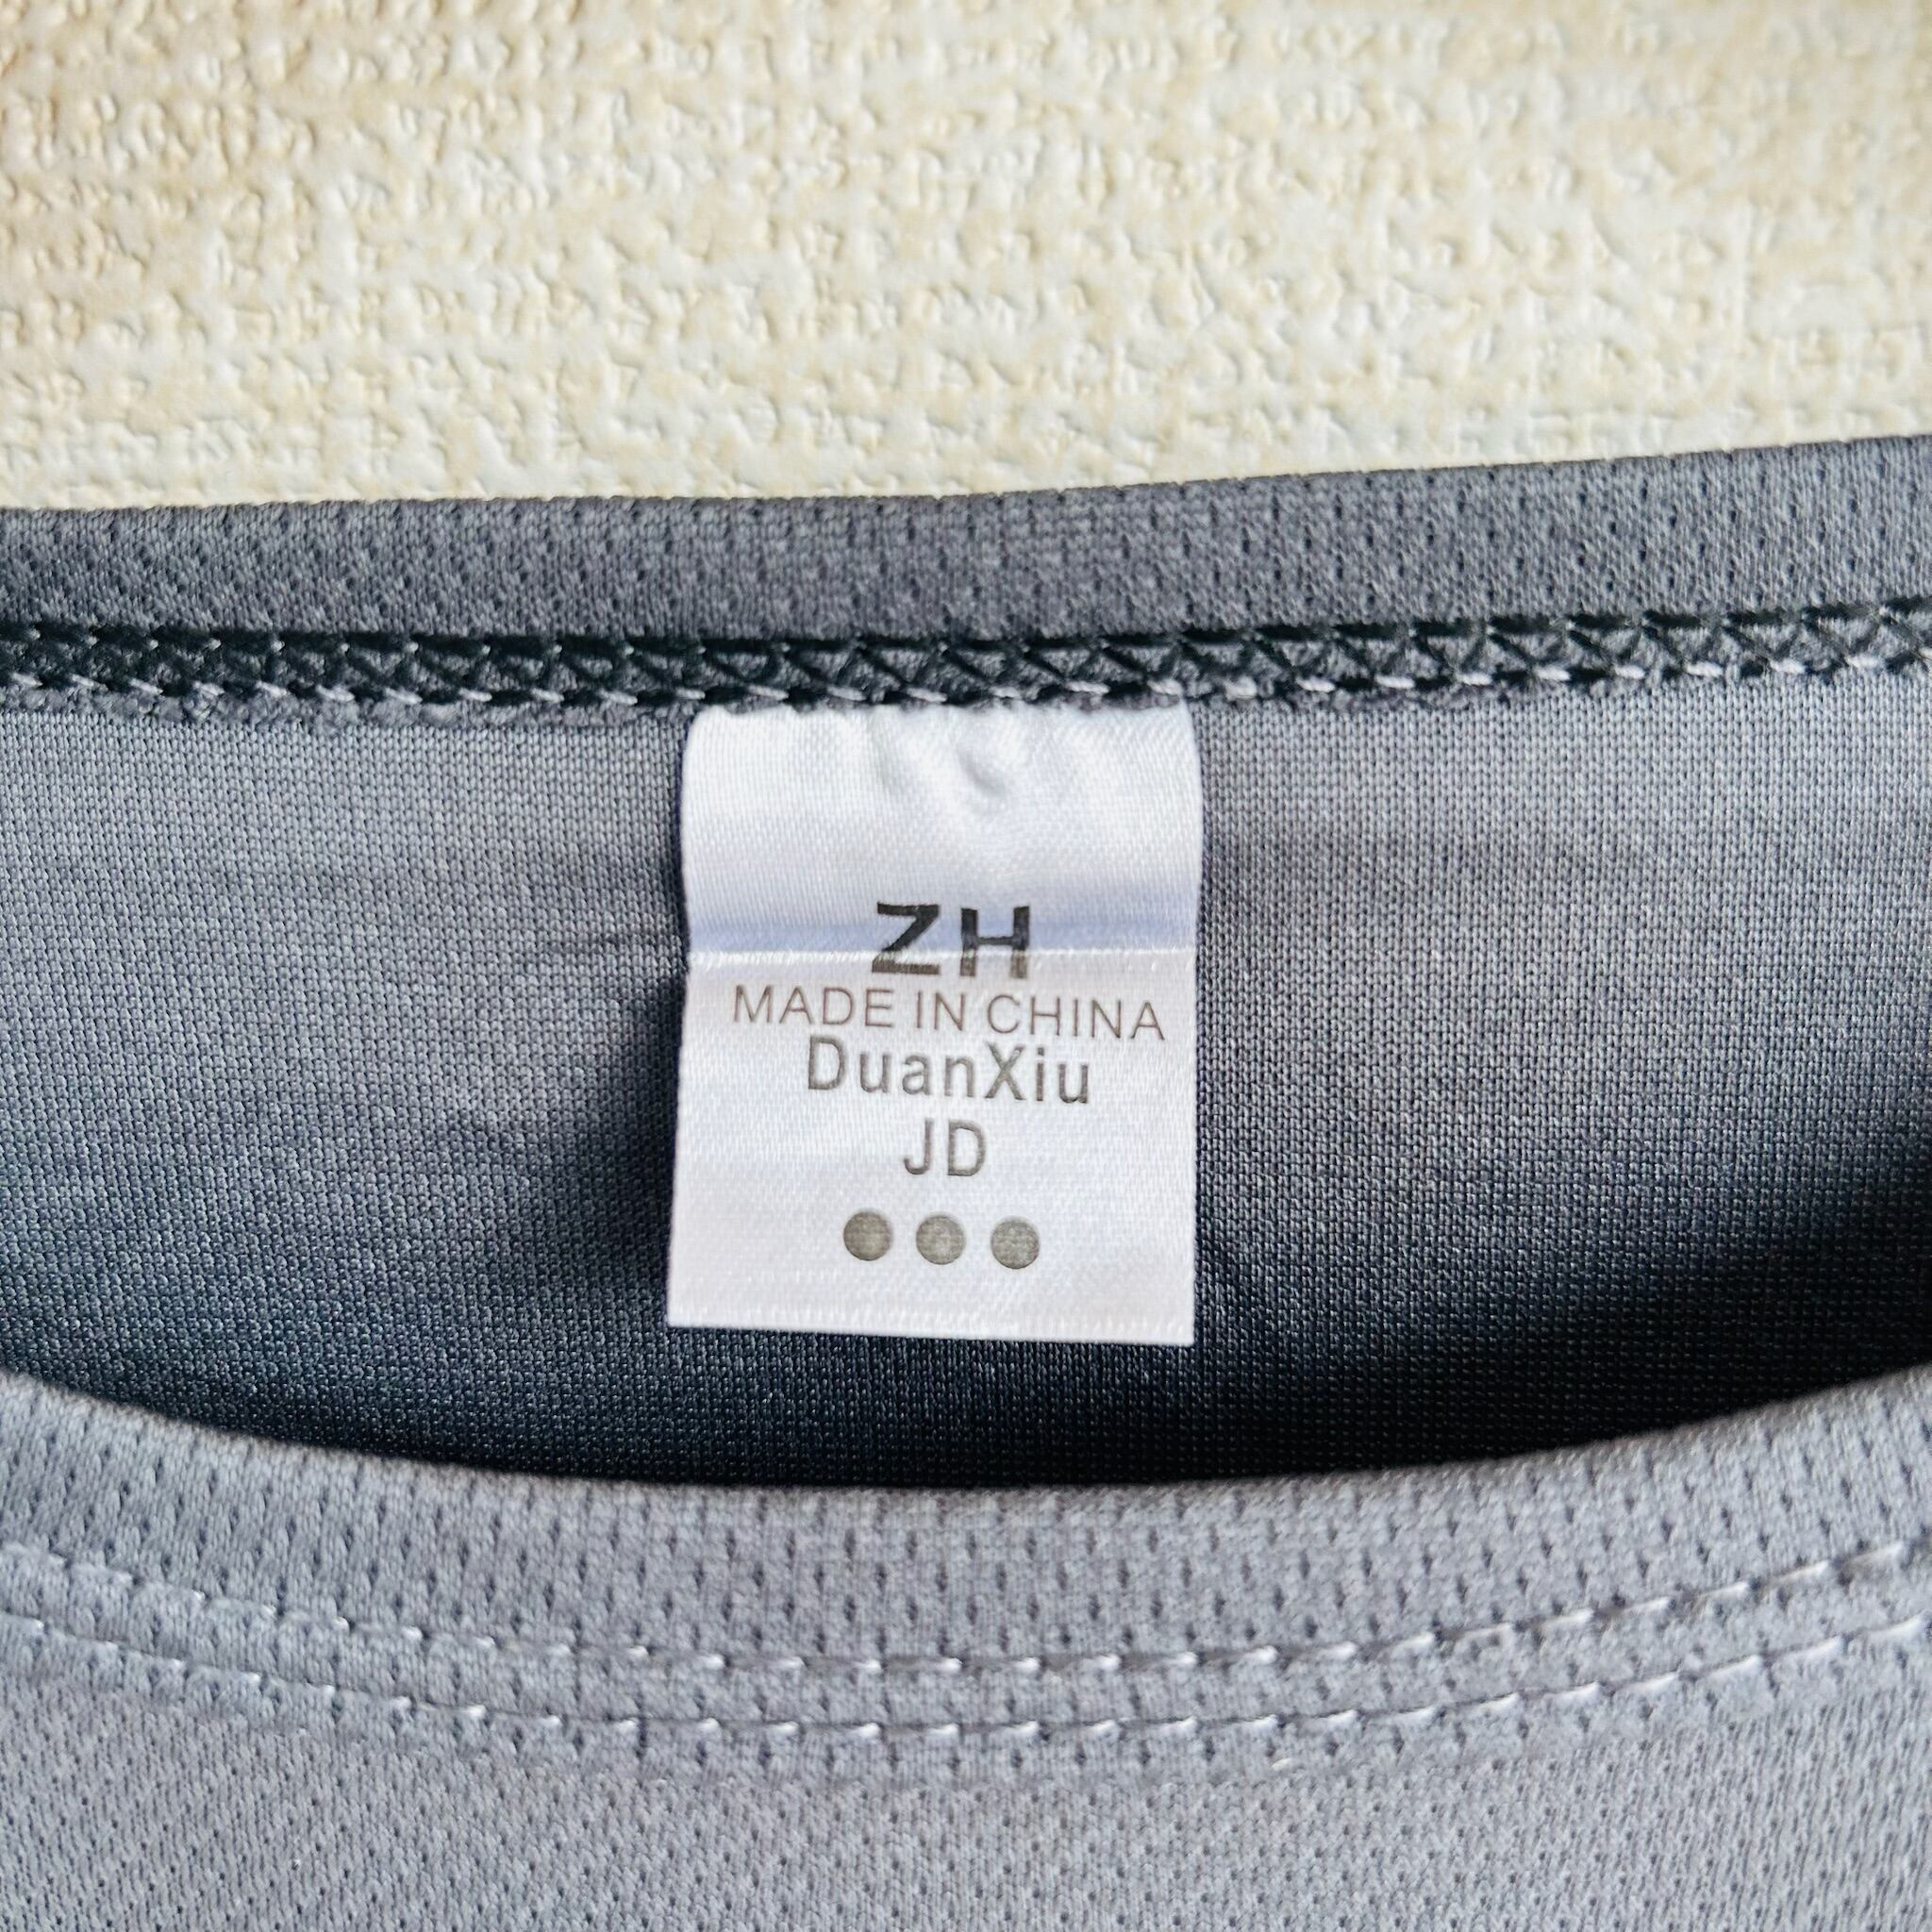 ZH
MADE IN CHINA
DuanXiu
JD
●●●